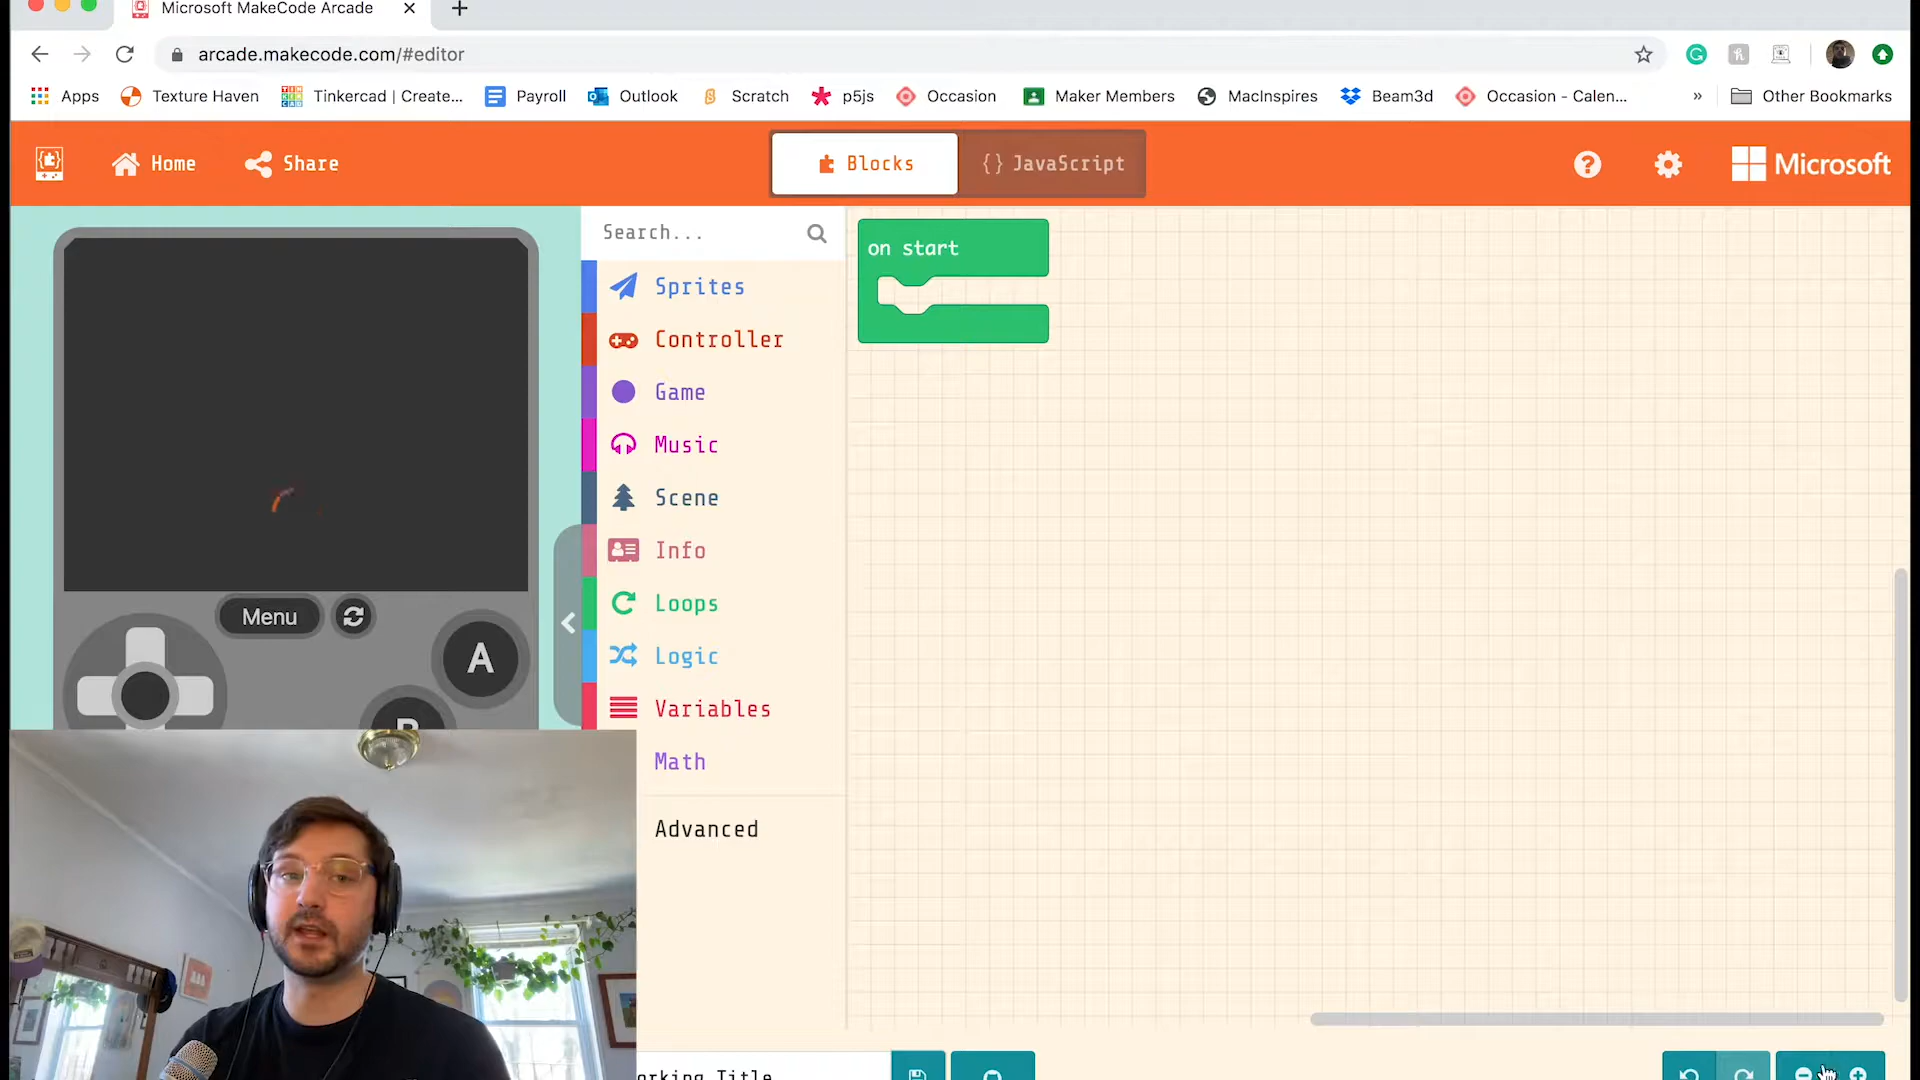 Microsoft MakeCode Arcade
arcade.makecode.com/#editor
Apps Texture Haven Tinkercad | Create... Payroll Outlook Scratch p5js Occasion Maker Members MacInspires Beam3d Occasion - Calen... » Other Bookmarks
Home Share Blocks {} JavaScript Microsoft
Search...
on start
Sprites
Controller
Game
Music
Scene
Info
Loops
Logic
Variables
Math
Advanced
Menu
A
B
orking Title